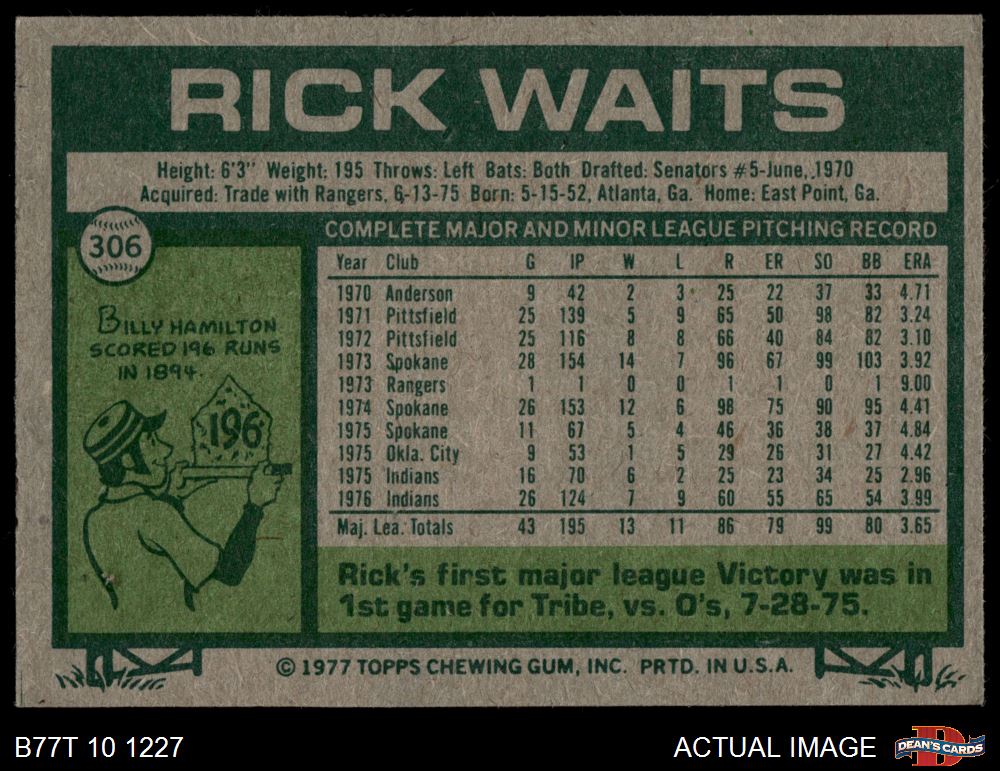 RICK WAITS
Height: 6'3" Weight: 195 Throws: Left Bats: Both Drafted: Senators #5-June, 1970
Acquired: Trade with Rangers, 6-13-75 Born: 5-15-52, Atlanta, Ga. Home: East Point, Ga.
306
BILLY HAMILTON
SCORED 196 RUNS
IN 1894.
196
COMPLETE MAJOR AND MINOR LEAGUE PITCHING RECORD
Year Club G IP W L R ER SO BB ERA
1970 Anderson 9 42 2 3 25 22 37 33 4.71
1971 Pittsfield 25 139 5 9 65 50 98 82 3.24
1972 Pittsfield 25 116 8 8 66 40 84 82 3.10
1973 Spokane 28 154 14 7 96 67 99 103 3.92
1973 Rangers 1 1 0 0 1 1 0 1 9.00
1974 Spokane 26 153 12 6 98 75 90 95 4.41
1975 Spokane 11 67 5 4 46 36 38 37 4.84
1975 Okla. City 9 53 1 5 29 26 31 27 4.42
1975 Indians 16 70 6 2 25 23 34 25 2.96
1976 Indians 26 124 7 9 60 55 65 54 3.99
Maj. Lea. Totals 43 195 13 11 86 79 99 80 3.65
Rick's first major league Victory was in
1st game for Tribe, vs. O's, 7-28-75.
© 1977 TOPPS CHEWING GUM, INC. PRTD. IN U.S.A.
B77T 10 1227
ACTUAL IMAGE
D
DEAN'S CARDS